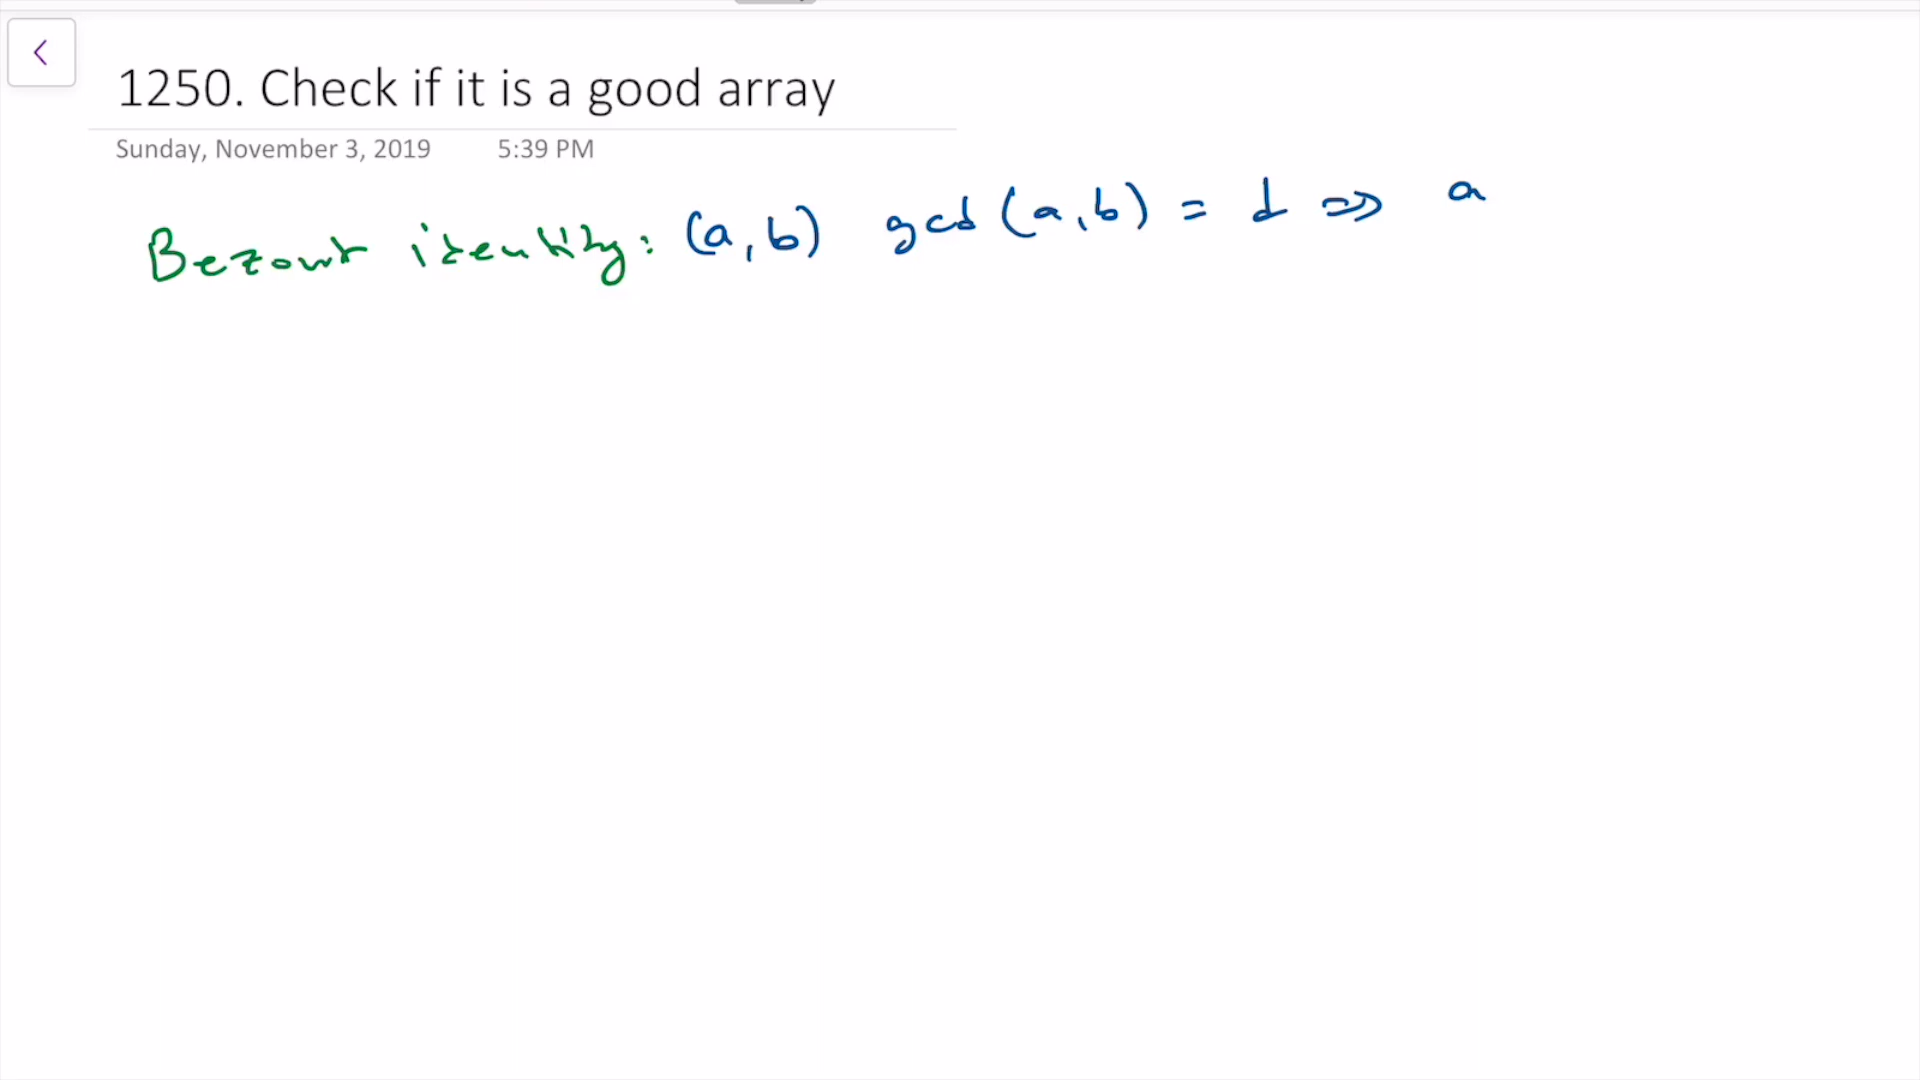 1250. Check if it is a good array
Sunday, November 3, 2019 5:39 PM
Bezout identity: (a, b) gcd (a, b) = d => a